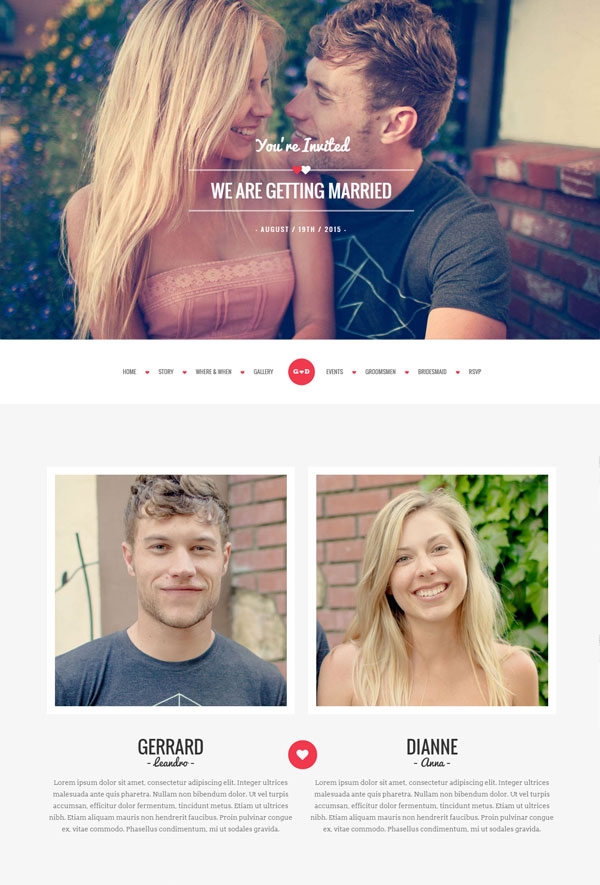 You're Invited
WE ARE GETTING MARRIED
- AUGUST / 19TH / 2015 -
HOME STORY WHERE & WHEN GALLERY G♥D EVENTS GROOMSMEN BRIDESMAID RSVP
GERRARD
- Leandro -
Lorem ipsum dolor sit amet, consectetur adipiscing elit. Integer ultrices
malesuada ante quis pharetra. Nullam non bibendum dolor. Ut vel turpis
accumsan, efficitur dolor fermentum, tincidunt metus. Etiam ut ultrices
nibh. Etiam aliquam mauris non hendrerit faucibus. Proin pulvinar congue
ex, vitae commodo. Phasellus condimentum, mi ut sodales gravida.
DIANNE
- Anna -
Lorem ipsum dolor sit amet, consectetur adipiscing elit. Integer ultrices
malesuada ante quis pharetra. Nullam non bibendum dolor. Ut vel turpis
accumsan, efficitur dolor fermentum, tincidunt metus. Etiam ut ultrices
nibh. Etiam aliquam mauris non hendrerit faucibus. Proin pulvinar congue
ex, vitae commodo. Phasellus condimentum, mi ut sodales gravida.